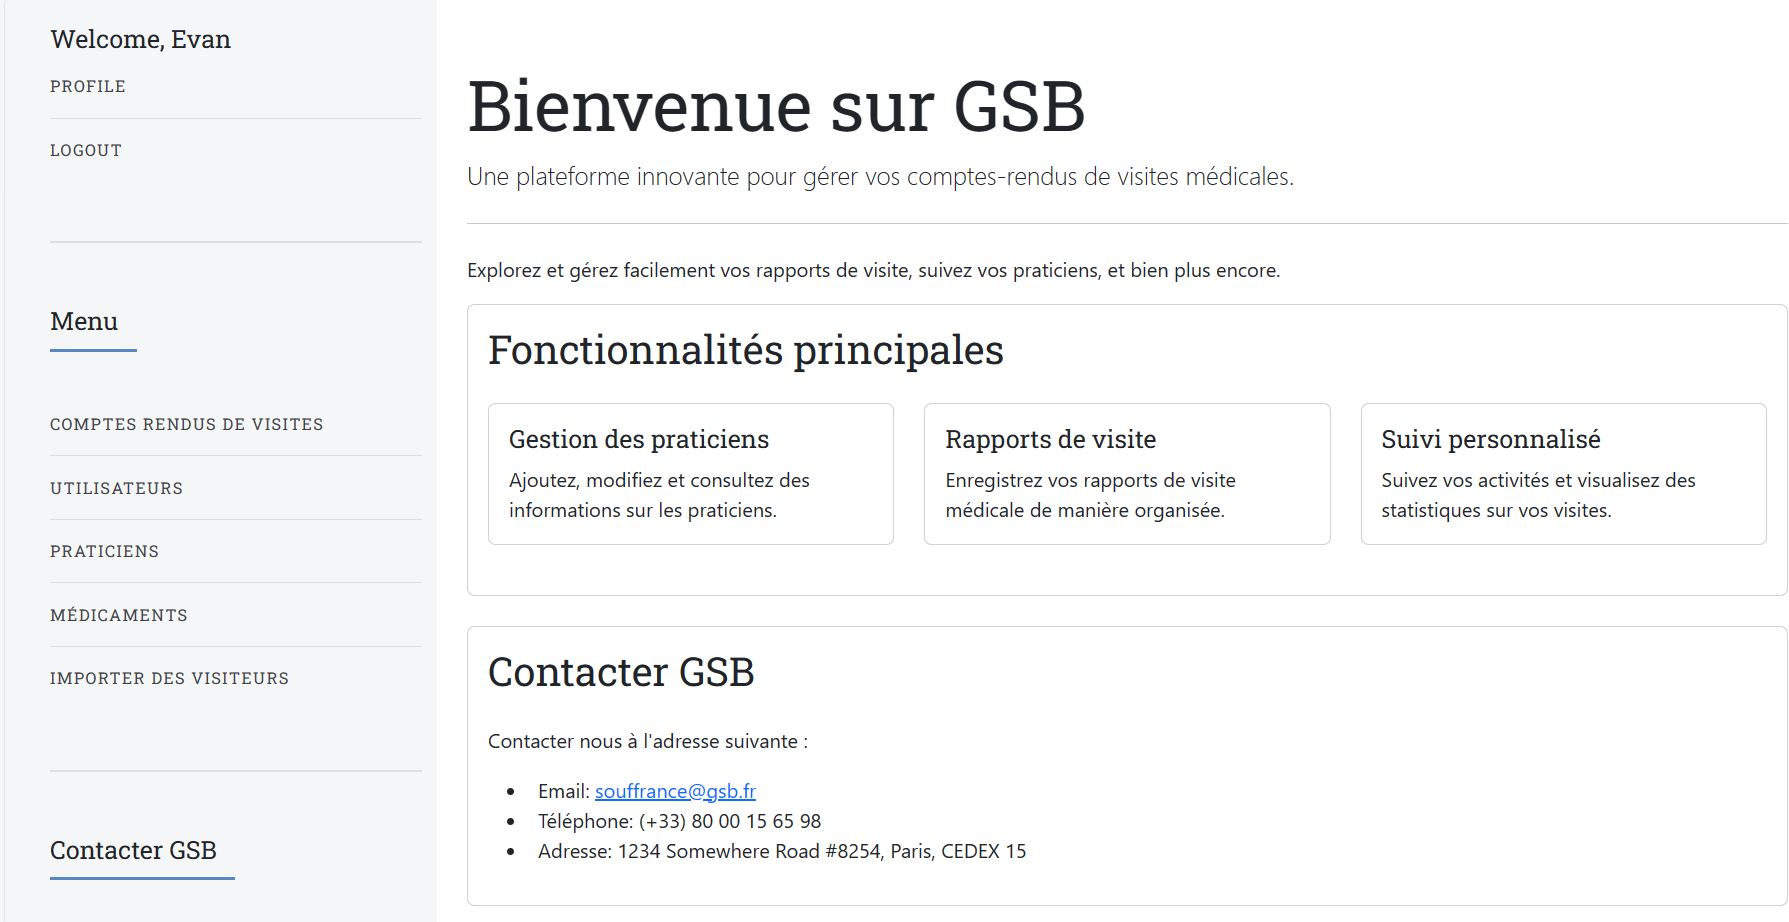 Welcome, Evan
PROFILE
LOGOUT
Menu
COMPTES RENDUS DE VISITES
UTILISATEURS
PRATICIENS
MÉDICAMENTS
IMPORTER DES VISITEURS
Contacter GSB
Bienvenue sur GSB
Une plateforme innovante pour gérer vos comptes-rendus de visites médicales.
Explorez et gérez facilement vos rapports de visite, suivez vos praticiens, et bien plus encore.
Fonctionnalités principales
Gestion des praticiens
Ajoutez, modifiez et consultez des
informations sur les praticiens.
Rapports de visite
Enregistrez vos rapports de visite
médicale de manière organisée.
Suivi personnalisé
Suivez vos activités et visualisez des
statistiques sur vos visites.
Contacter GSB
Contacter nous à l'adresse suivante :
Email: souffrance@gsb.fr
Téléphone: (+33) 80 00 15 65 98
Adresse: 1234 Somewhere Road #8254, Paris, CEDEX 15